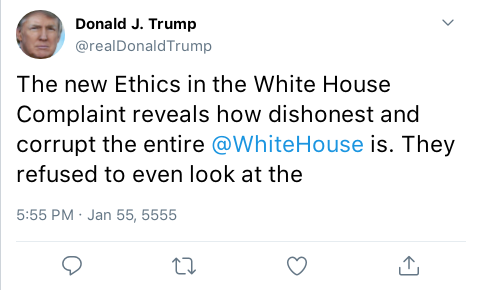 Donald J. Trump
@realDonaldTrump
The new Ethics in the White House
Complaint reveals how dishonest and
corrupt the entire @WhiteHouse is. They
refused to even look at the
5:55 PM · Jan 55, 5555